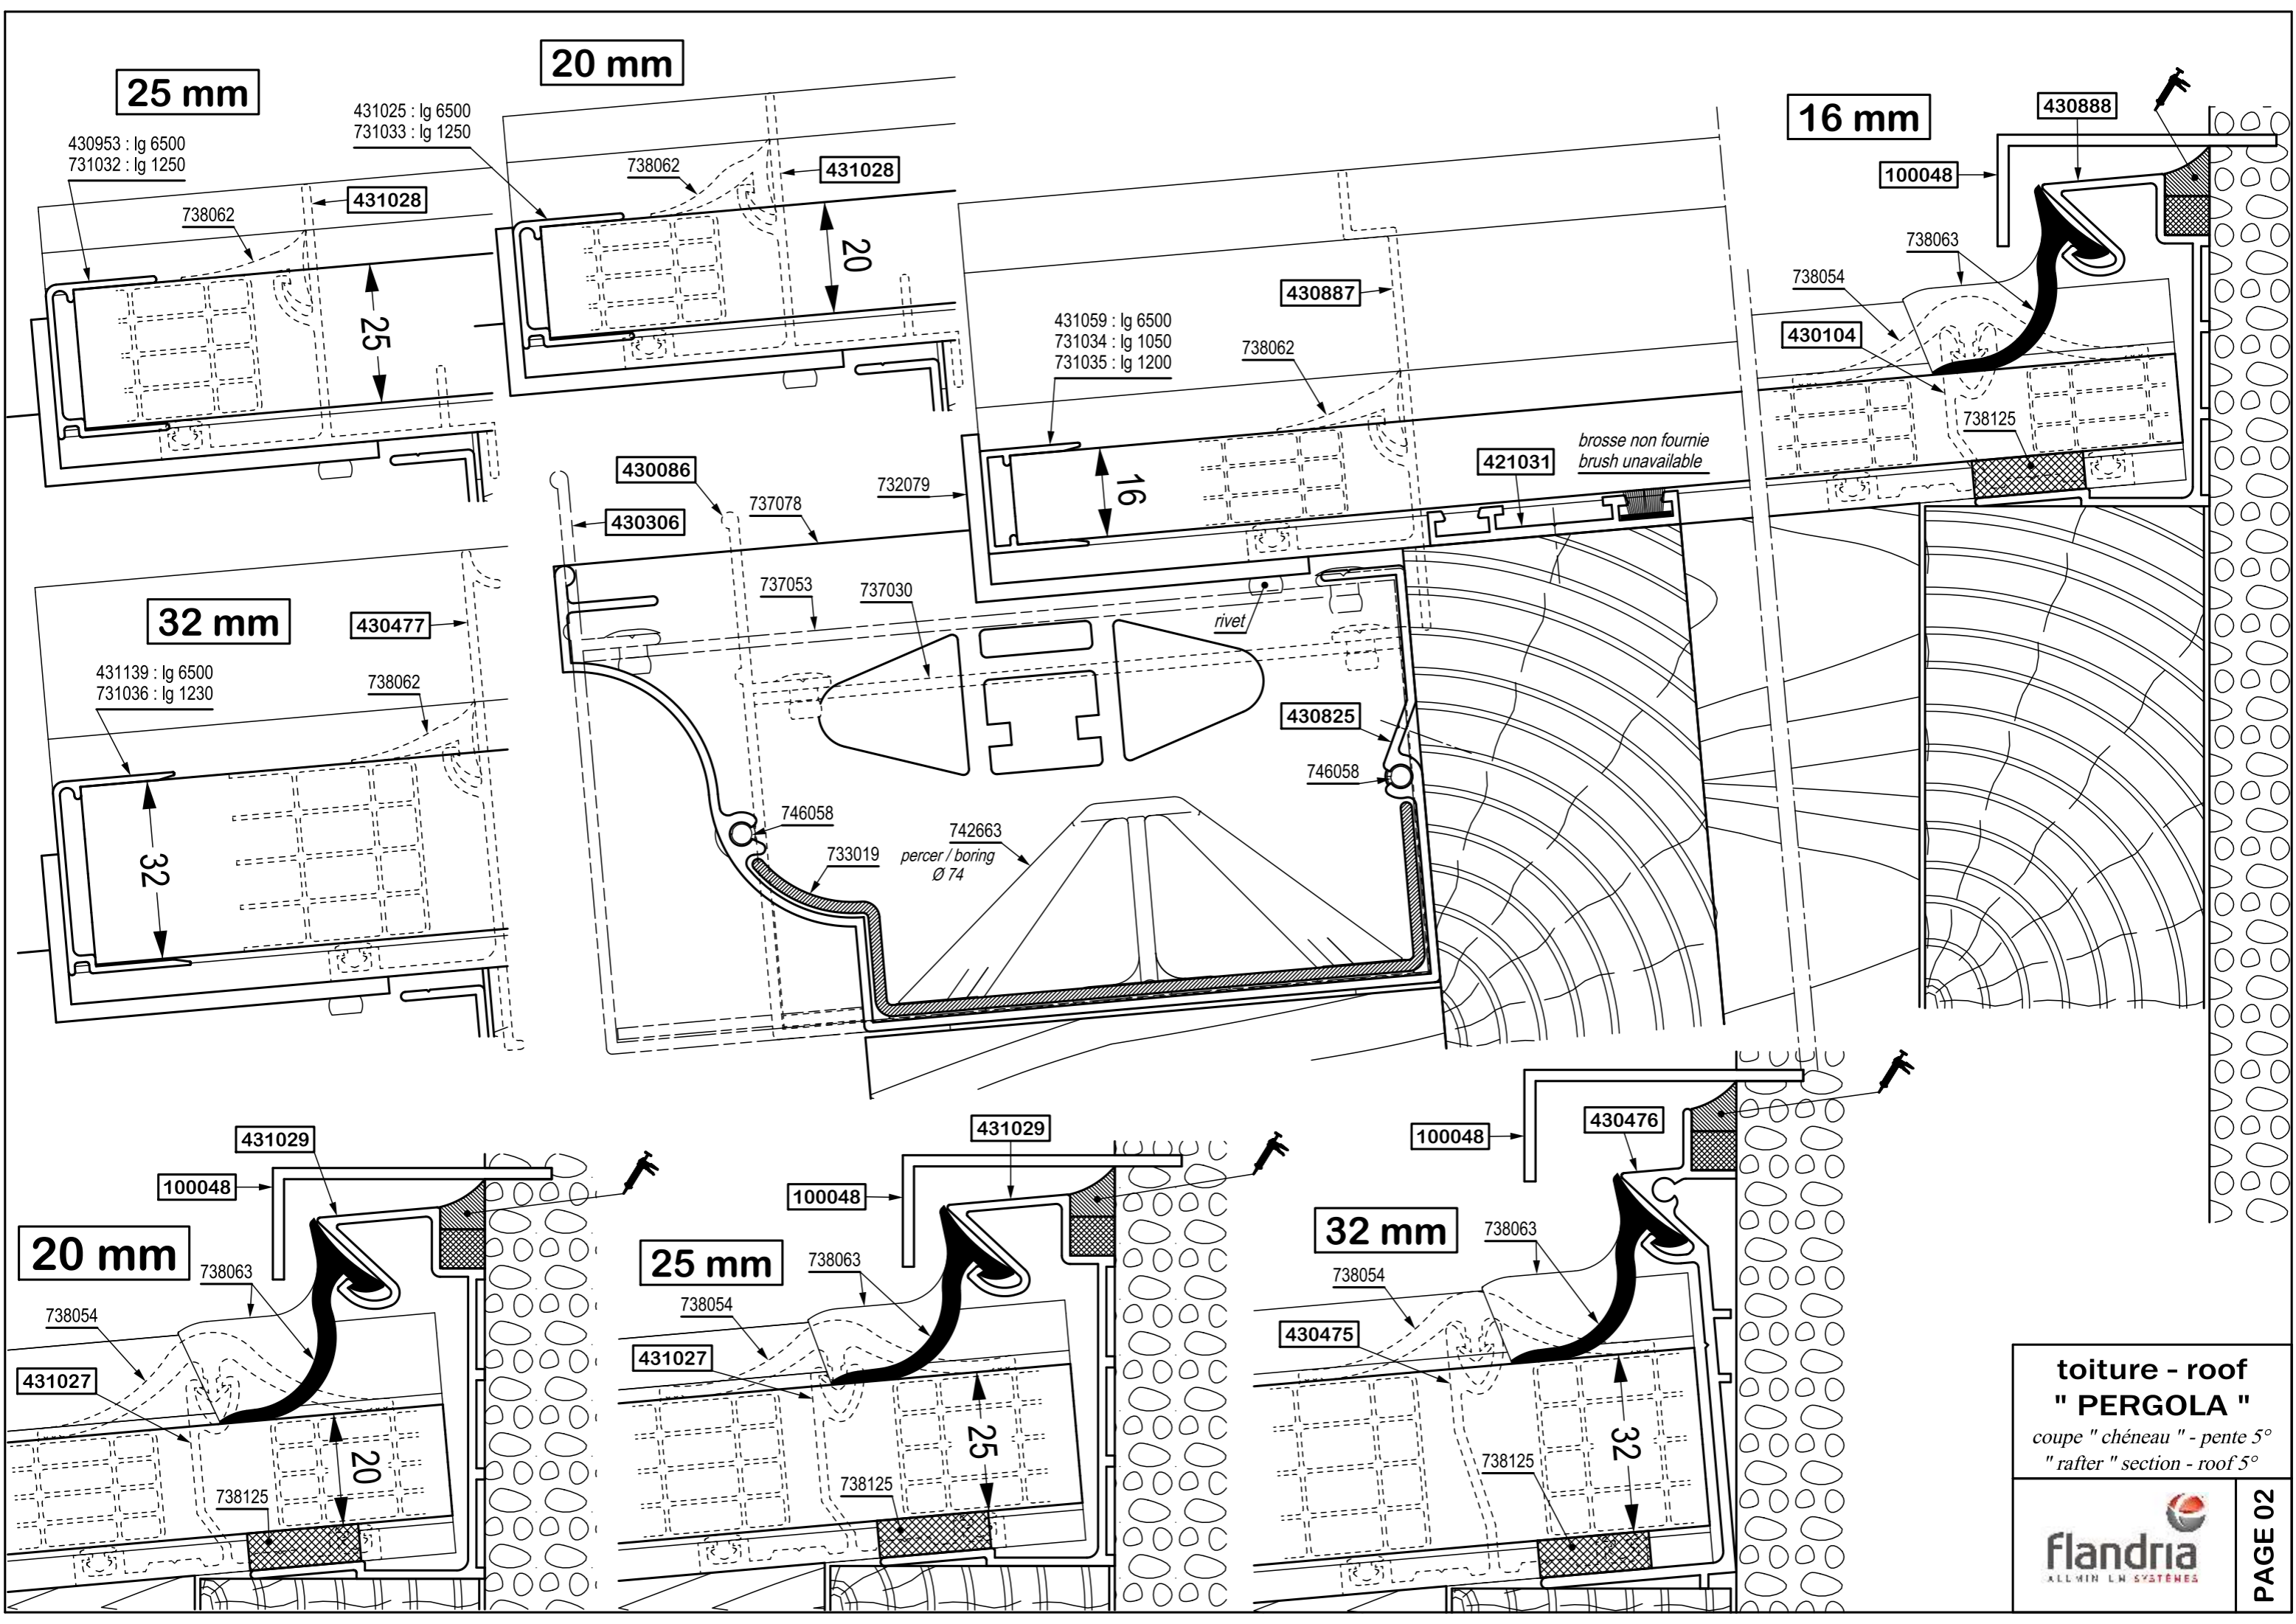 25 mm
430953 : lg 6500
731032 : lg 1250
738062
431028
25
20 mm
431025 : lg 6500
731033 : lg 1250
738062
431028
20
16 mm
430888
100048
738063
738054
430104
738125
430887
431059 : lg 6500
731034 : lg 1050
731035 : lg 1200
738062
732079
16
421031
brosse non fournie
brush unavailable
430086
430306
737078
737053
737030
rivet
430825
746058
746058
733019
742663
percer / boring
Ø 74
32 mm
430477
431139 : lg 6500
731036 : lg 1230
738062
32
431029
100048
20 mm
738063
738054
431027
738125
20
431029
100048
25 mm
738063
738054
431027
738125
25
430476
100048
32 mm
738063
738054
430475
738125
32
toiture - roof
" PERGOLA "
coupe " chéneau " - pente 5°
" rafter " section - roof 5°
flandria
ALUMINIUM SYSTÈMES
PAGE 02